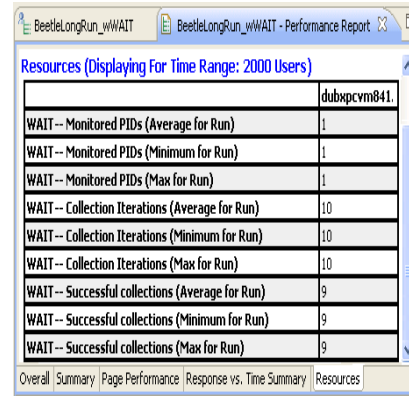 BeetleLongRun_wWAIT
BeetleLongRun_wWAIT - Performance Report
Resources (Displaying For Time Range: 2000 Users)
dubxpcvm841.
WAIT-- Monitored PIDs (Average for Run) 1
WAIT-- Monitored PIDs (Minimum for Run) 1
WAIT-- Monitored PIDs (Max for Run) 1
WAIT-- Collection Iterations (Average for Run) 10
WAIT-- Collection Iterations (Minimum for Run) 10
WAIT-- Collection Iterations (Max for Run) 10
WAIT-- Successful collections (Average for Run) 9
WAIT-- Successful collections (Minimum for Run) 9
WAIT-- Successful collections (Max for Run) 9
Overall Summary Page Performance Response vs. Time Summary Resources